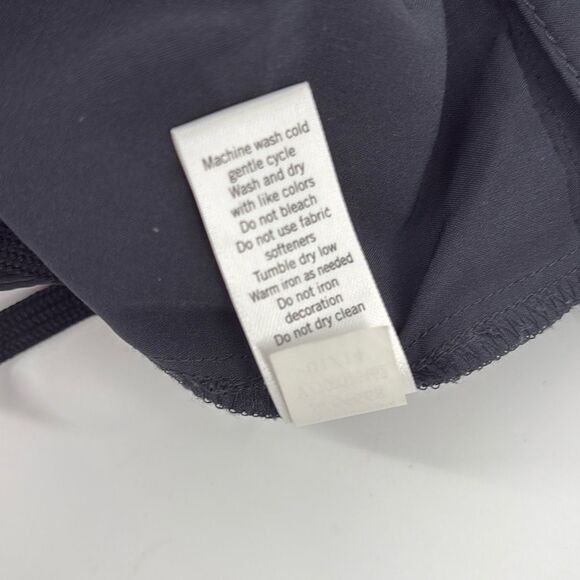 Machine wash cold
gentle cycle
Wash and dry
with like colors
Do not bleach
Do not use fabric
softeners
Tumble dry low
Warm iron as needed
Do not iron
decoration
Do not dry clean